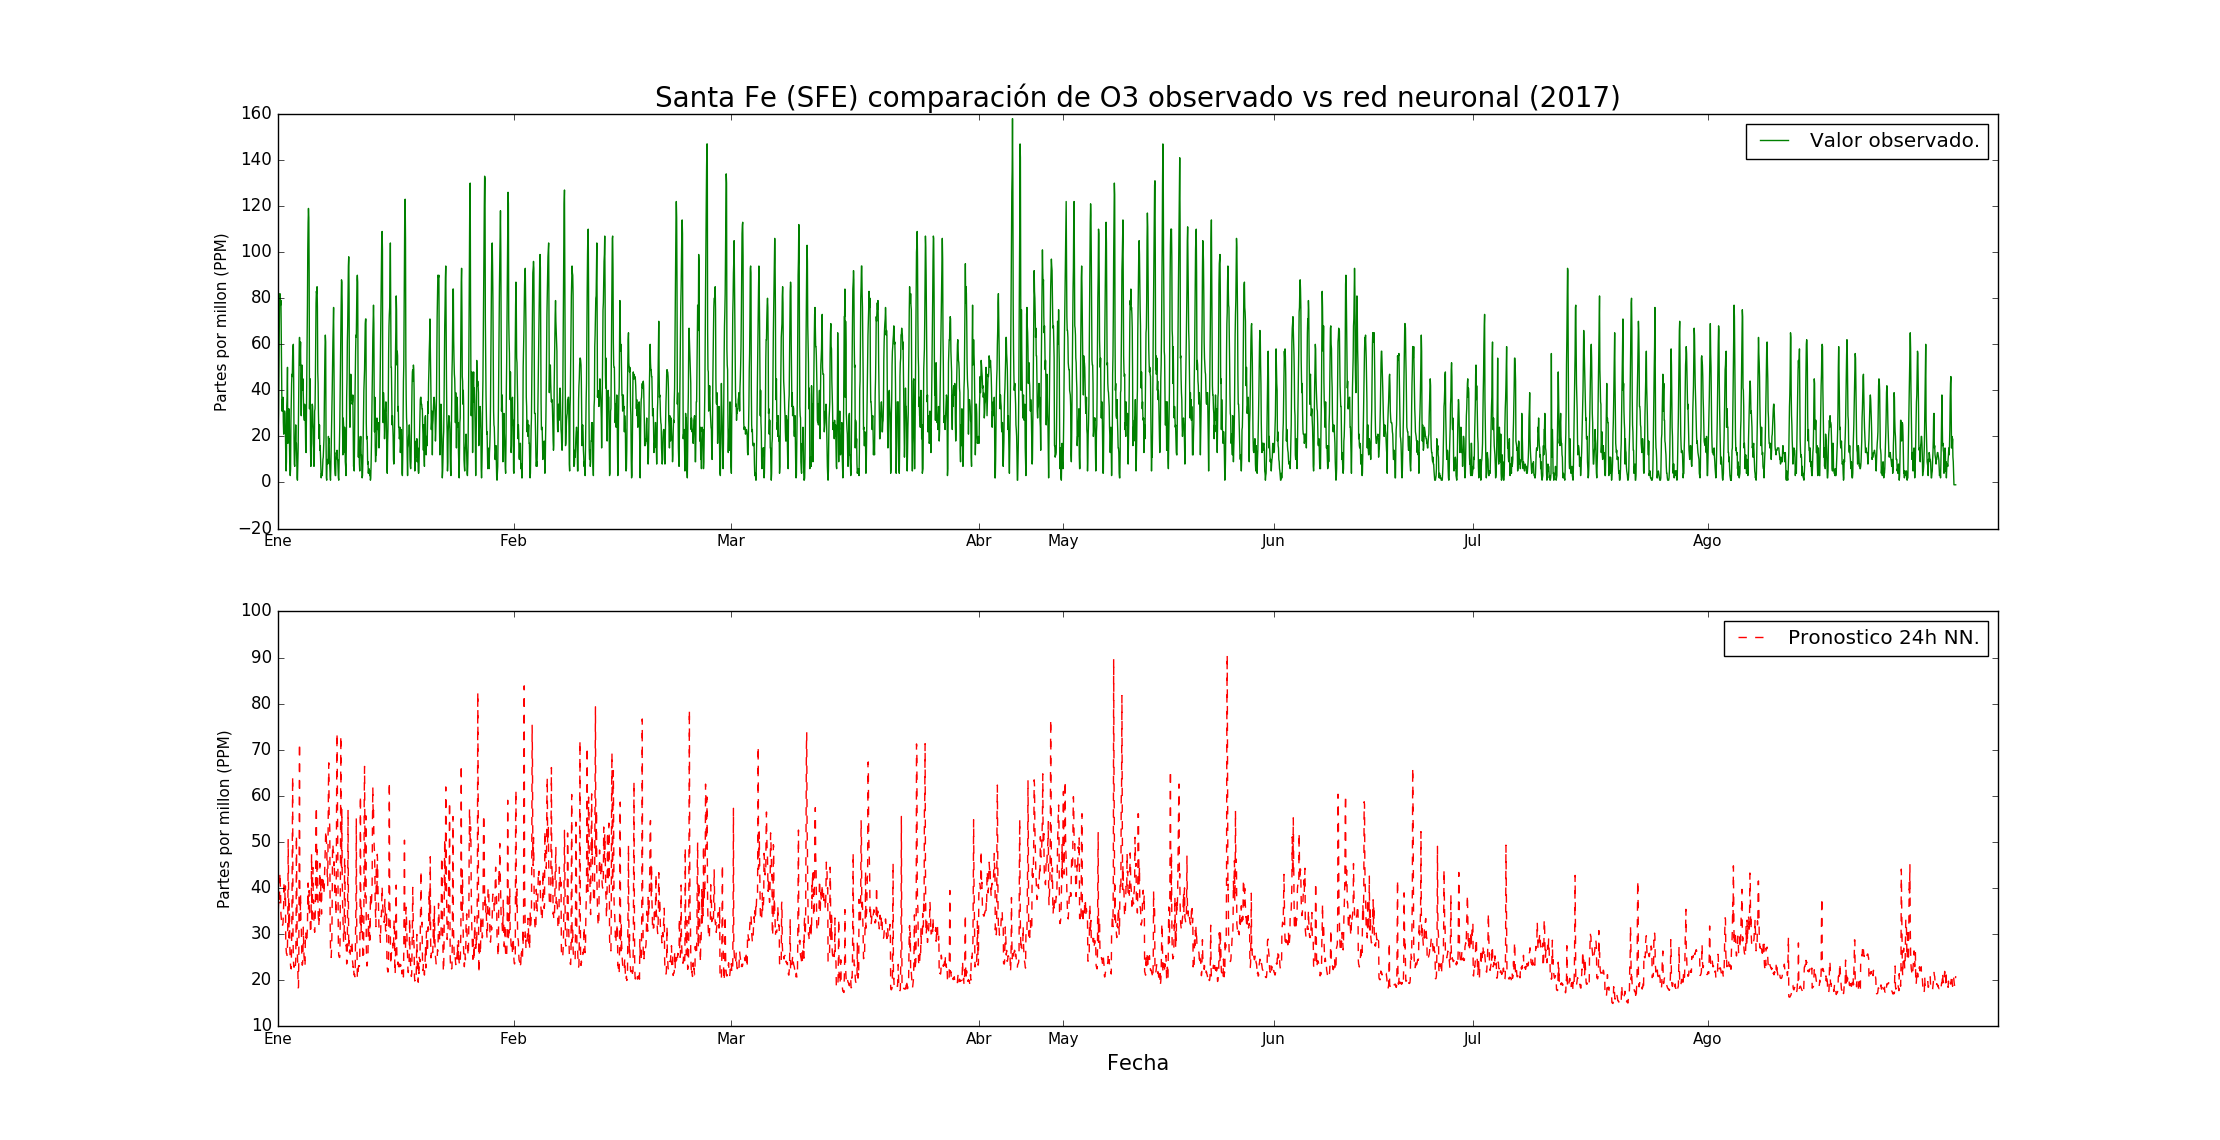 Santa Fe (SFE) comparación de O3 observado vs red neuronal (2017)
160
140
120
100
80
60
40
20
0
−20
Partes por millon (PPM)
Valor observado.
Ene Feb Mar Abr May Jun Jul Ago
100
90
80
70
60
50
40
30
20
10
Partes por millon (PPM)
Pronostico 24h NN.
Ene Feb Mar Abr May Jun Jul Ago
Fecha